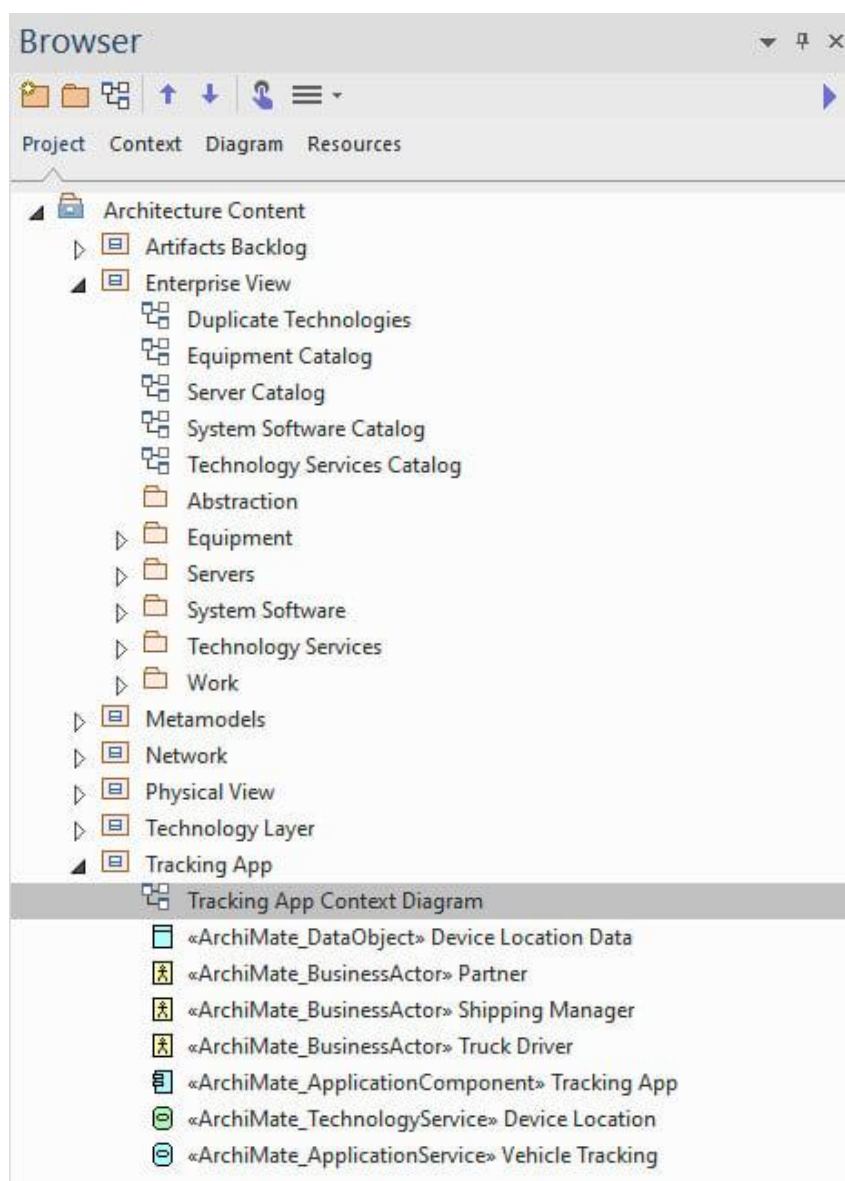 Browser
Project Context Diagram Resources
Architecture Content
Artifacts Backlog
Enterprise View
Duplicate Technologies
Equipment Catalog
Server Catalog
System Software Catalog
Technology Services Catalog
Abstraction
Equipment
Servers
System Software
Technology Services
Work
Metamodels
Network
Physical View
Technology Layer
Tracking App
Tracking App Context Diagram
«ArchiMate_DataObject» Device Location Data
«ArchiMate_BusinessActor» Partner
«ArchiMate_BusinessActor» Shipping Manager
«ArchiMate_BusinessActor» Truck Driver
«ArchiMate_ApplicationComponent» Tracking App
«ArchiMate_TechnologyService» Device Location
«ArchiMate_ApplicationService» Vehicle Tracking